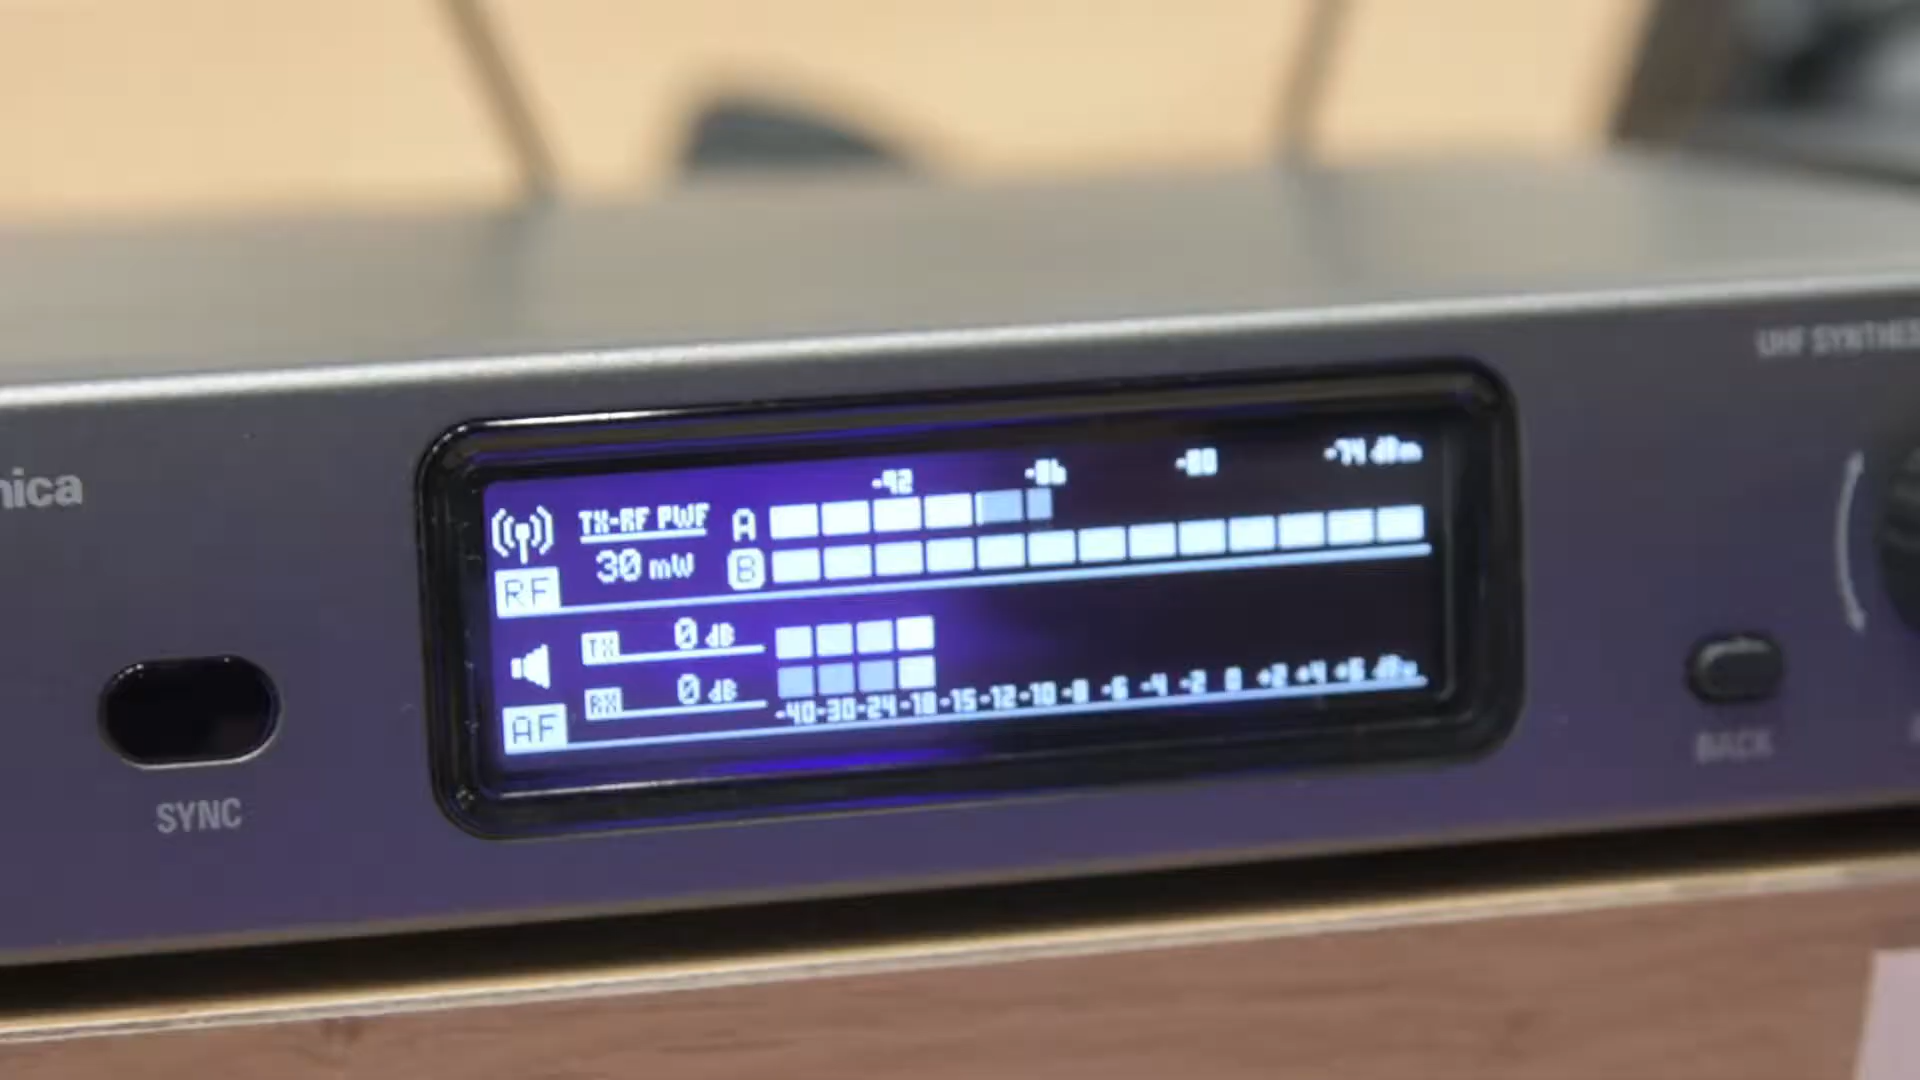 nica
UHF SYNTHES
-92 -86 -80 -74 dBm
TX-RF PWF A
30 mW B
RF
TX 0 dB
RX 0 dB
-40-30-24-18-15-12-10 -8 -6 -4 -2 0 +2 +4 +6 dBu
AF
BACK
SYNC